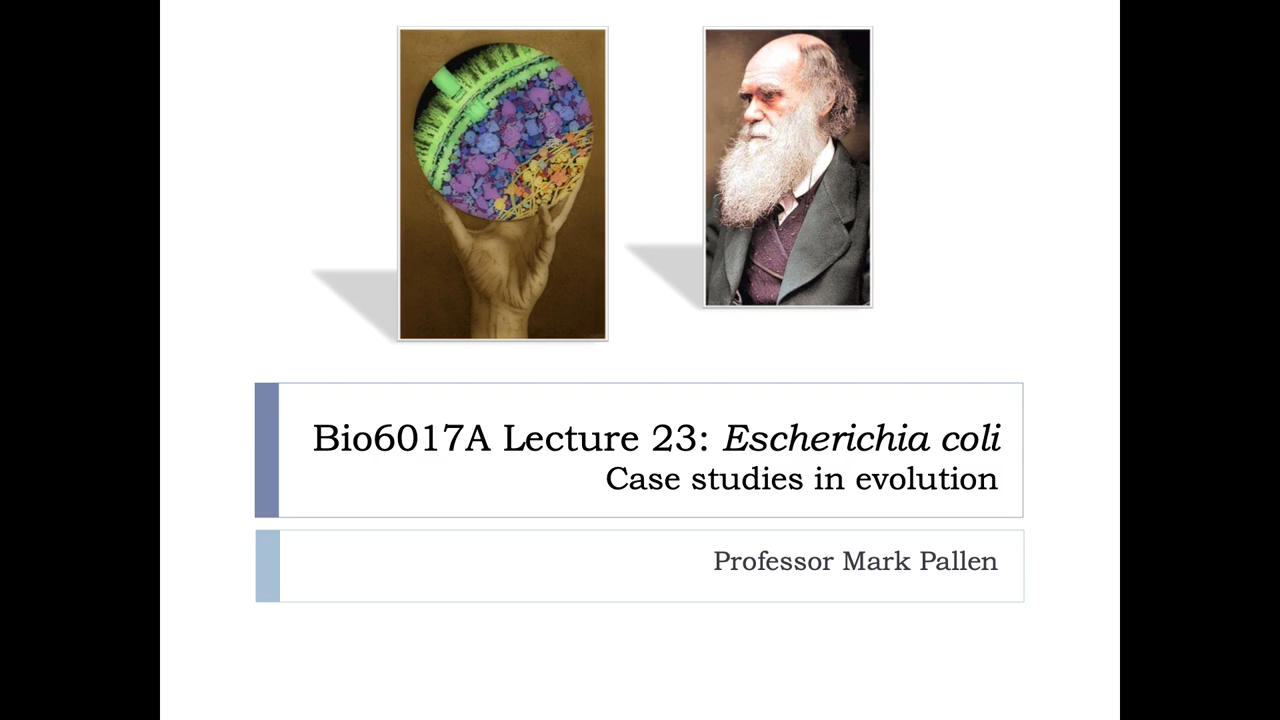 Bio6017A Lecture 23: Escherichia coli
Case studies in evolution
Professor Mark Pallen